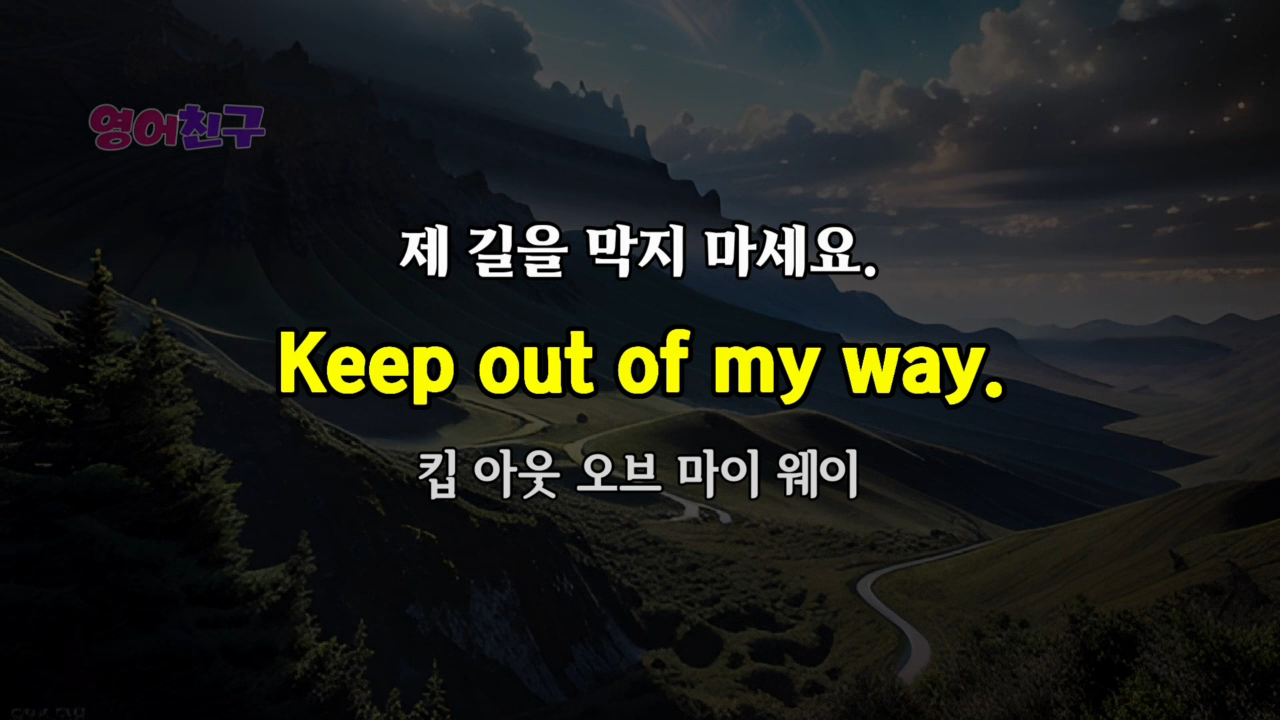 영어친구
제 길을 막지 마세요.
Keep out of my way.
킵 아웃 오브 마이 웨이